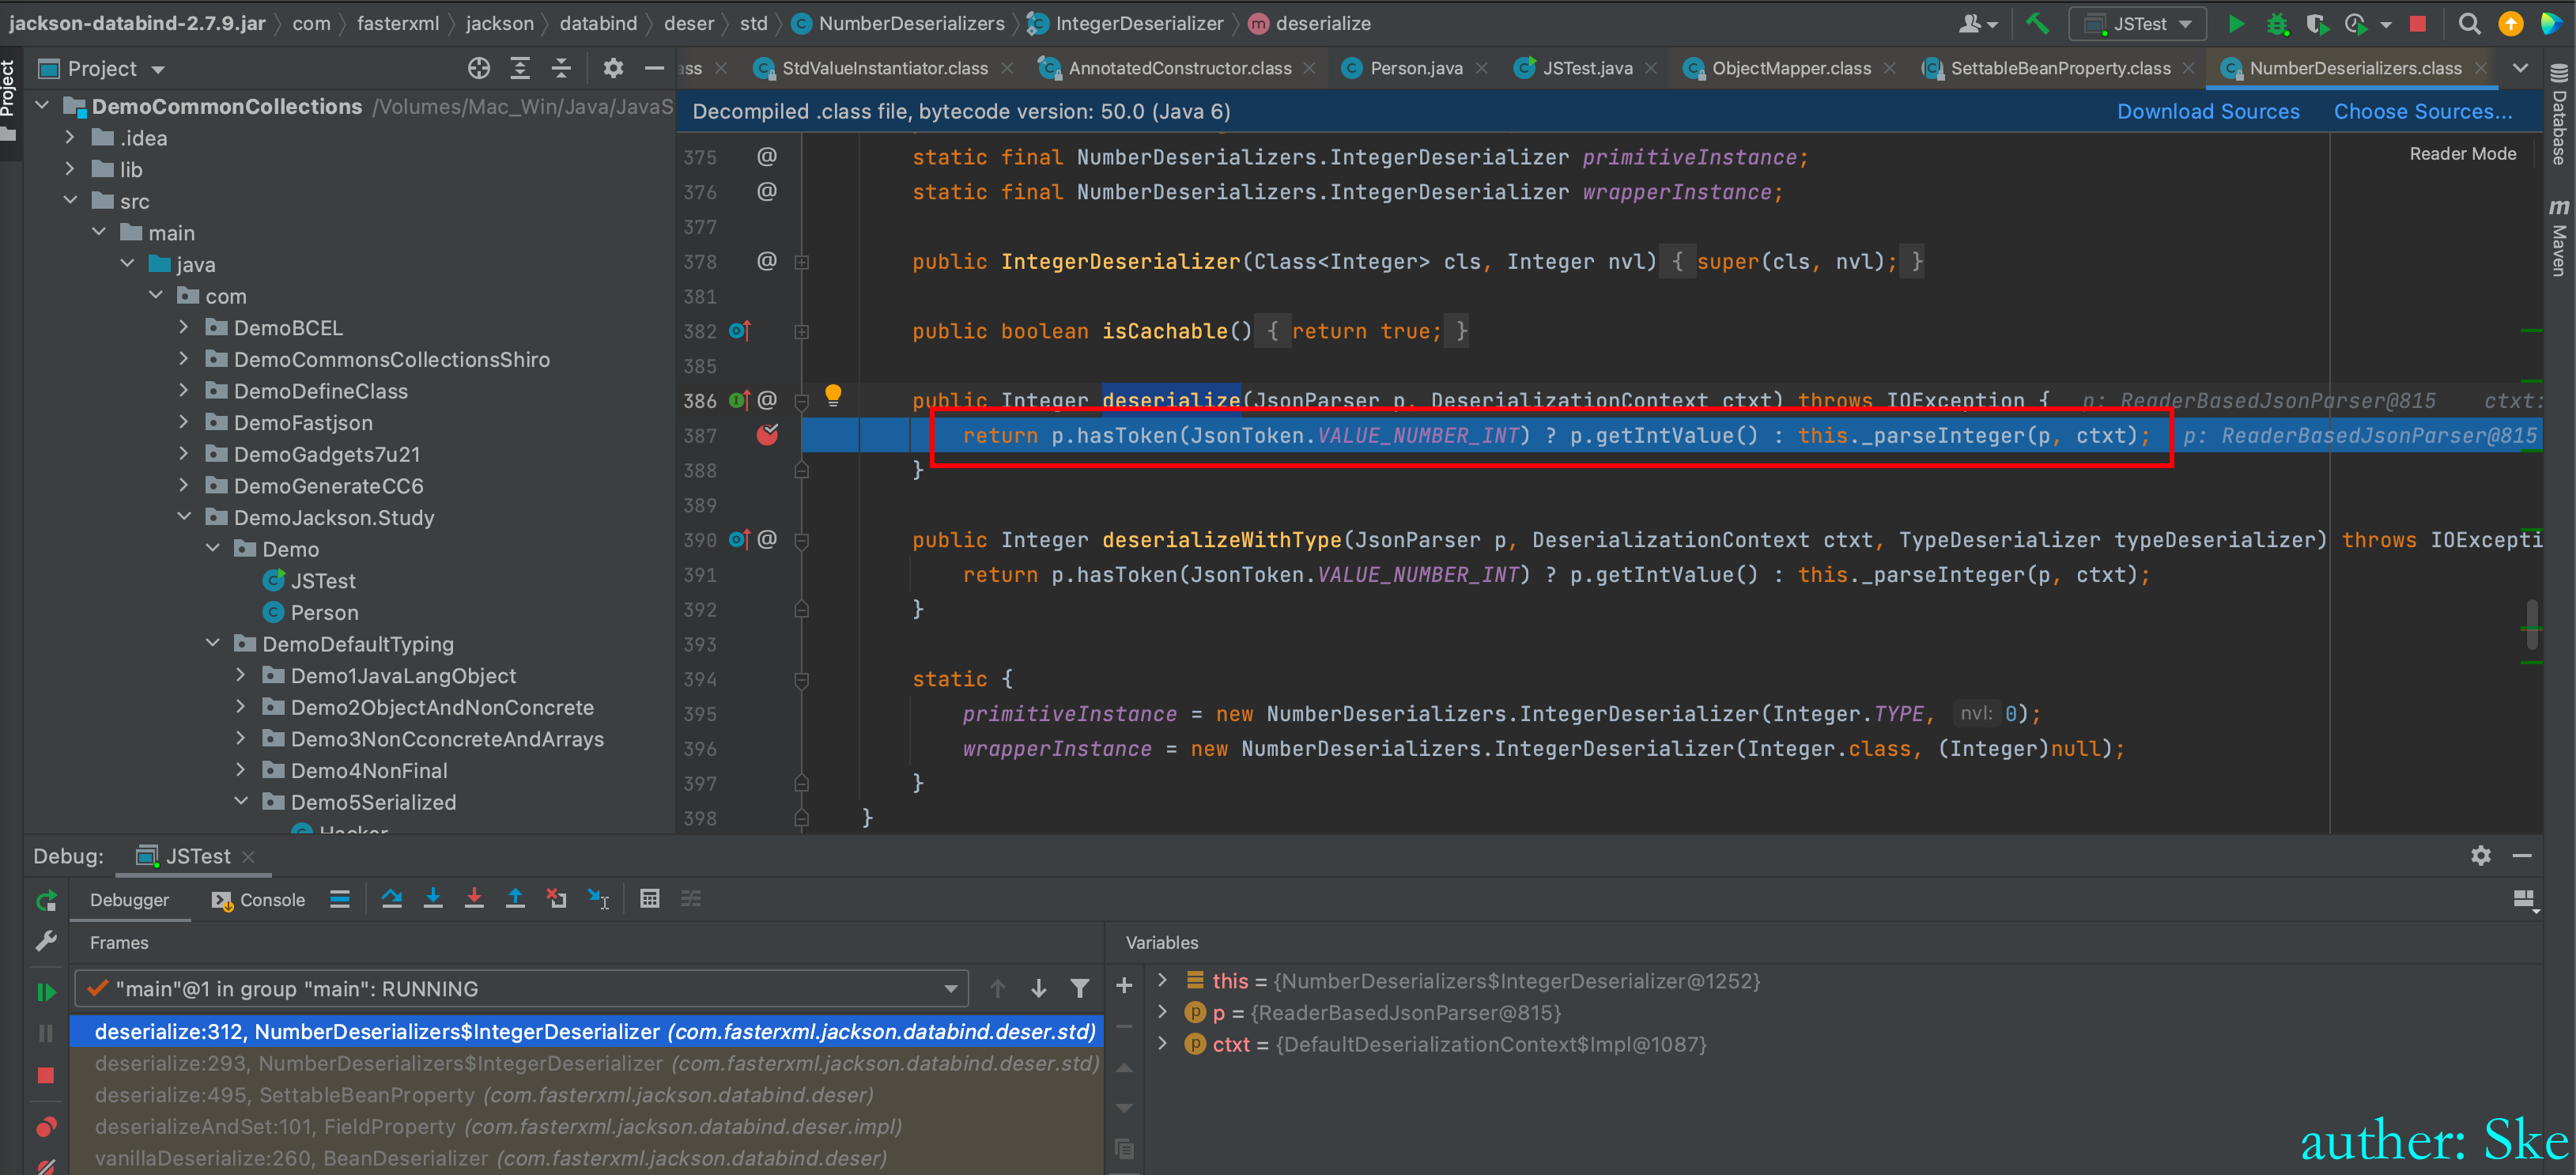 jackson-databind-2.7.9.jar com fasterxml jackson databind deser std NumberDeserializers IntegerDeserializer deserialize JSTest
Project
ass StdValueInstantiator.class AnnotatedConstructor.class Person.java JSTest.java ObjectMapper.class SettableBeanProperty.class NumberDeserializers.class
Project
Database
Maven
DemoCommonCollections /Volumes/Mac_Win/Java/JavaS
.idea
lib
src
main
java
com
DemoBCEL
DemoCommonsCollectionsShiro
DemoDefineClass
DemoFastjson
DemoGadgets7u21
DemoGenerateCC6
DemoJackson.Study
Demo
JSTest
Person
DemoDefaultTyping
Demo1JavaLangObject
Demo2ObjectAndNonConcrete
Demo3NonCconcreteAndArrays
Demo4NonFinal
Demo5Serialized
Hacker
Decompiled .class file, bytecode version: 50.0 (Java 6) Download Sources Choose Sources...
Reader Mode
375 @ static final NumberDeserializers.IntegerDeserializer primitiveInstance;
376 @ static final NumberDeserializers.IntegerDeserializer wrapperInstance;
377
378 @ public IntegerDeserializer(Class<Integer> cls, Integer nvl) { super(cls, nvl); }
381
382 public boolean isCachable() { return true; }
385
386 @ public Integer deserialize(JsonParser p, DeserializationContext ctxt) throws IOException { p: ReaderBasedJsonParser@815 ctxt:
387 return p.hasToken(JsonToken.VALUE_NUMBER_INT) ? p.getIntValue() : this._parseInteger(p, ctxt); p: ReaderBasedJsonParser@815
388 }
389
390 @ public Integer deserializeWithType(JsonParser p, DeserializationContext ctxt, TypeDeserializer typeDeserializer) throws IOExcepti
391 return p.hasToken(JsonToken.VALUE_NUMBER_INT) ? p.getIntValue() : this._parseInteger(p, ctxt);
392 }
393
394 static {
395 primitiveInstance = new NumberDeserializers.IntegerDeserializer(Integer.TYPE, nvl: 0);
396 wrapperInstance = new NumberDeserializers.IntegerDeserializer(Integer.class, (Integer)null);
397 }
398 }
Debug: JSTest
Debugger Console
Frames
"main"@1 in group "main": RUNNING
deserialize:312, NumberDeserializers$IntegerDeserializer (com.fasterxml.jackson.databind.deser.std)
deserialize:293, NumberDeserializers$IntegerDeserializer (com.fasterxml.jackson.databind.deser.std)
deserialize:495, SettableBeanProperty (com.fasterxml.jackson.databind.deser)
deserializeAndSet:101, FieldProperty (com.fasterxml.jackson.databind.deser.impl)
vanillaDeserialize:260, BeanDeserializer (com.fasterxml.jackson.databind.deser)
Variables
this = {NumberDeserializers$IntegerDeserializer@1252}
p = {ReaderBasedJsonParser@815}
ctxt = {DefaultDeserializationContext$Impl@1087}
auther: Ske